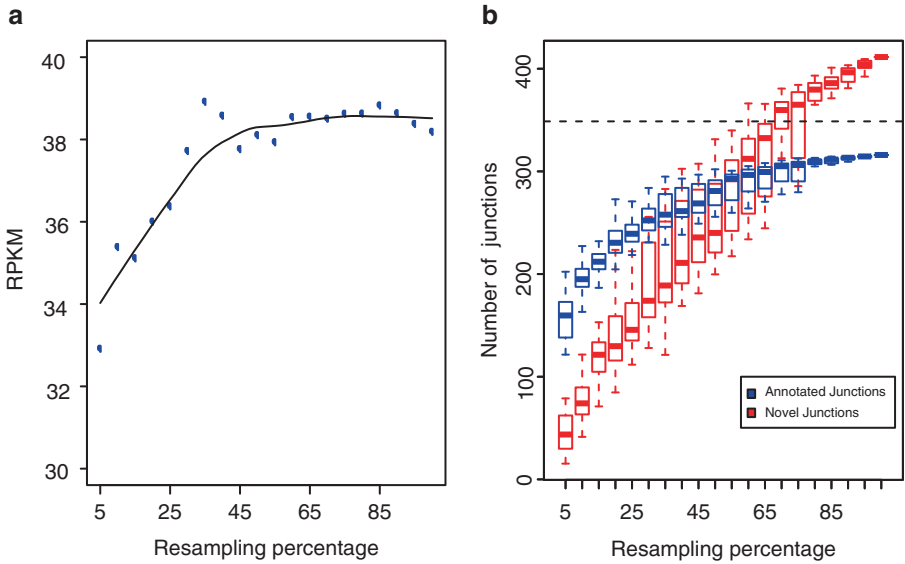 a
40
38
36
34
32
30
RPKM
5 25 45 65 85
Resampling percentage
b
400
300
200
100
0
Number of junctions
Annotated Junctions
Novel Junctions
5 25 45 65 85
Resampling percentage